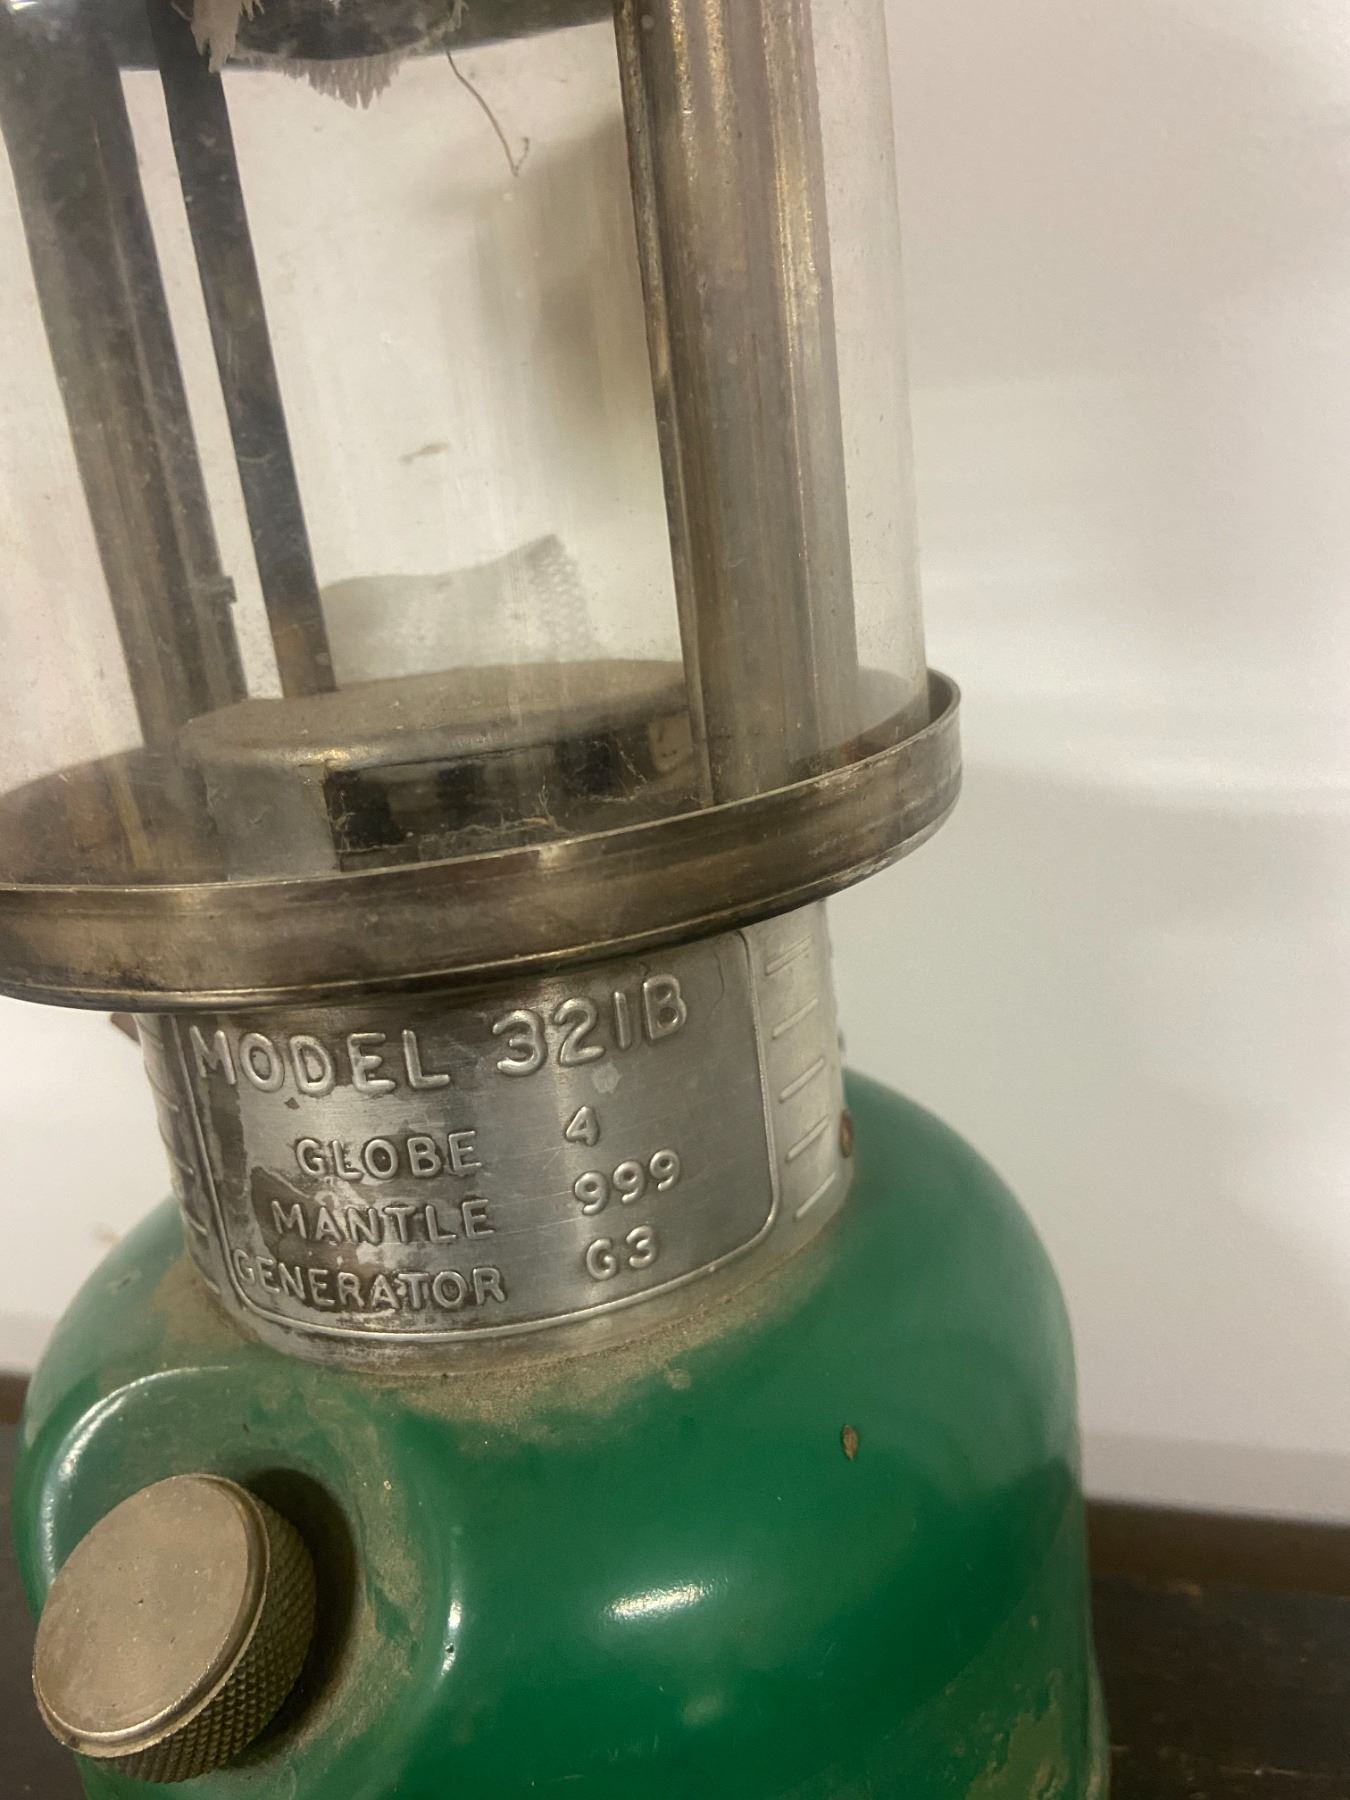 MODEL 321B
GLOBE 4
MANTLE 999
GENERATOR G3